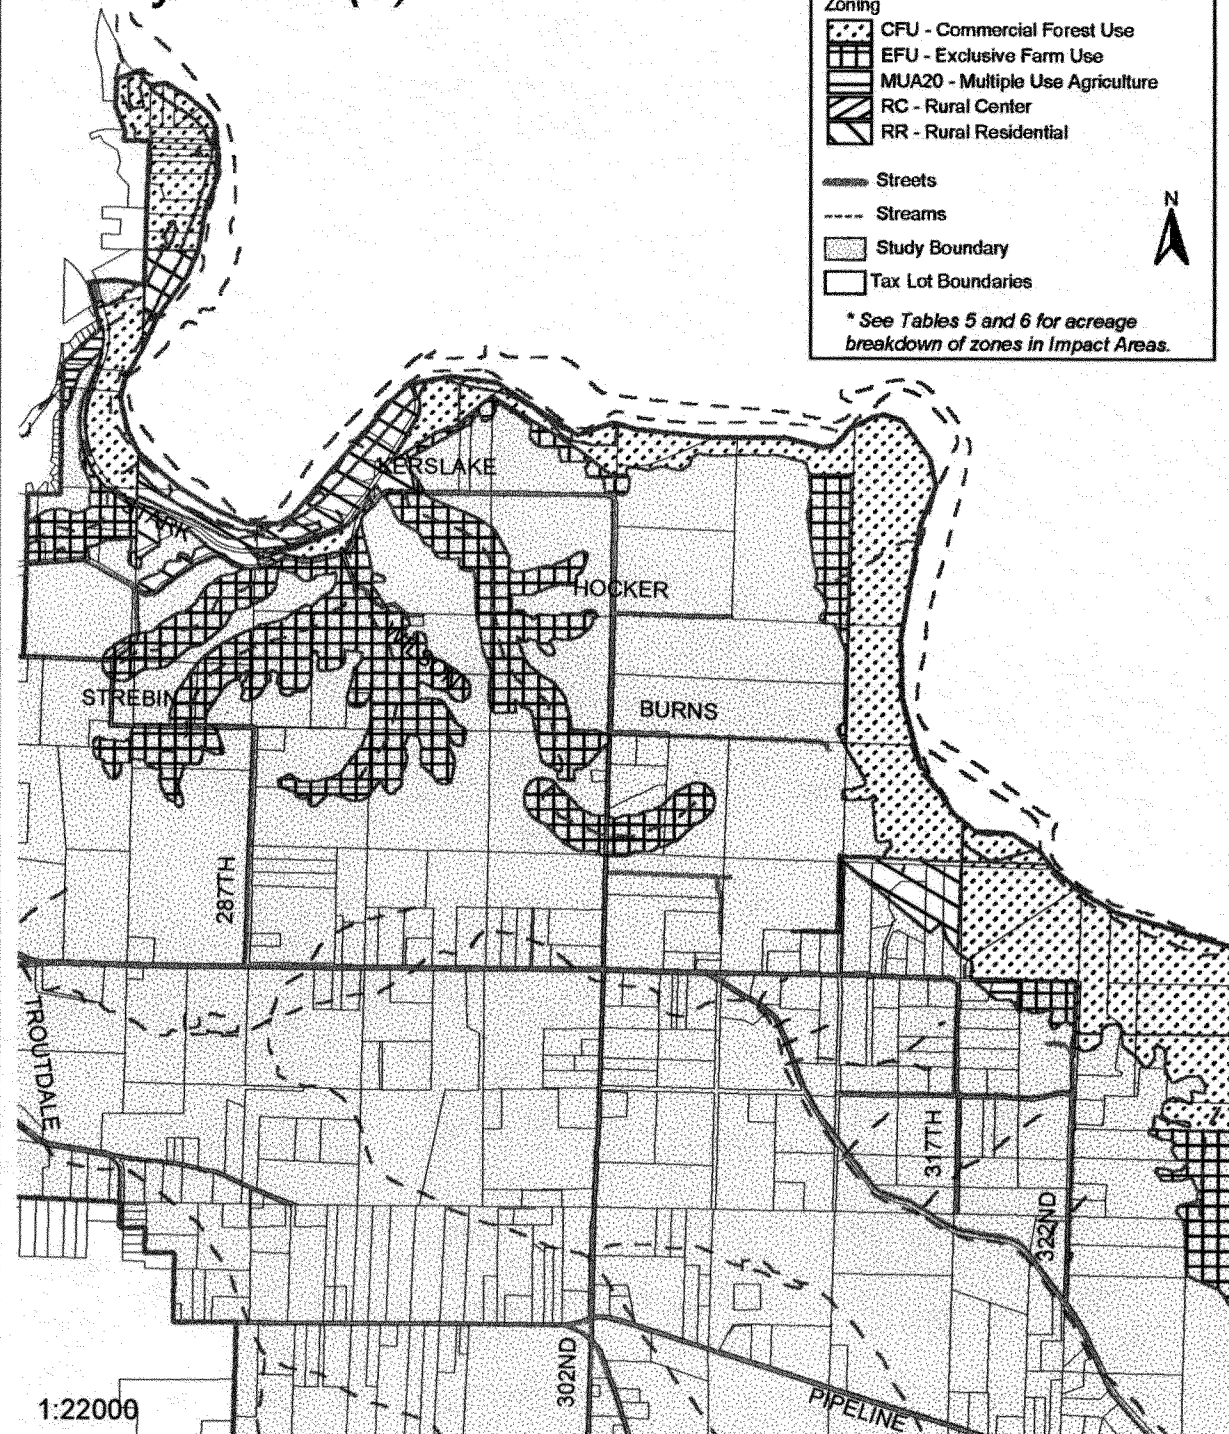 Zoning
CFU - Commercial Forest Use
EFU - Exclusive Farm Use
MUA20 - Multiple Use Agriculture
RC - Rural Center
RR - Rural Residential
Streets
N
Streams
Study Boundary
Tax Lot Boundaries
* See Tables 5 and 6 for acreage
breakdown of zones in Impact Areas.
KERSLAKE
HOCKER
STREBIN
BURNS
287TH
TROUTDALE
317TH
322ND
302ND
PIPELINE
1:22000